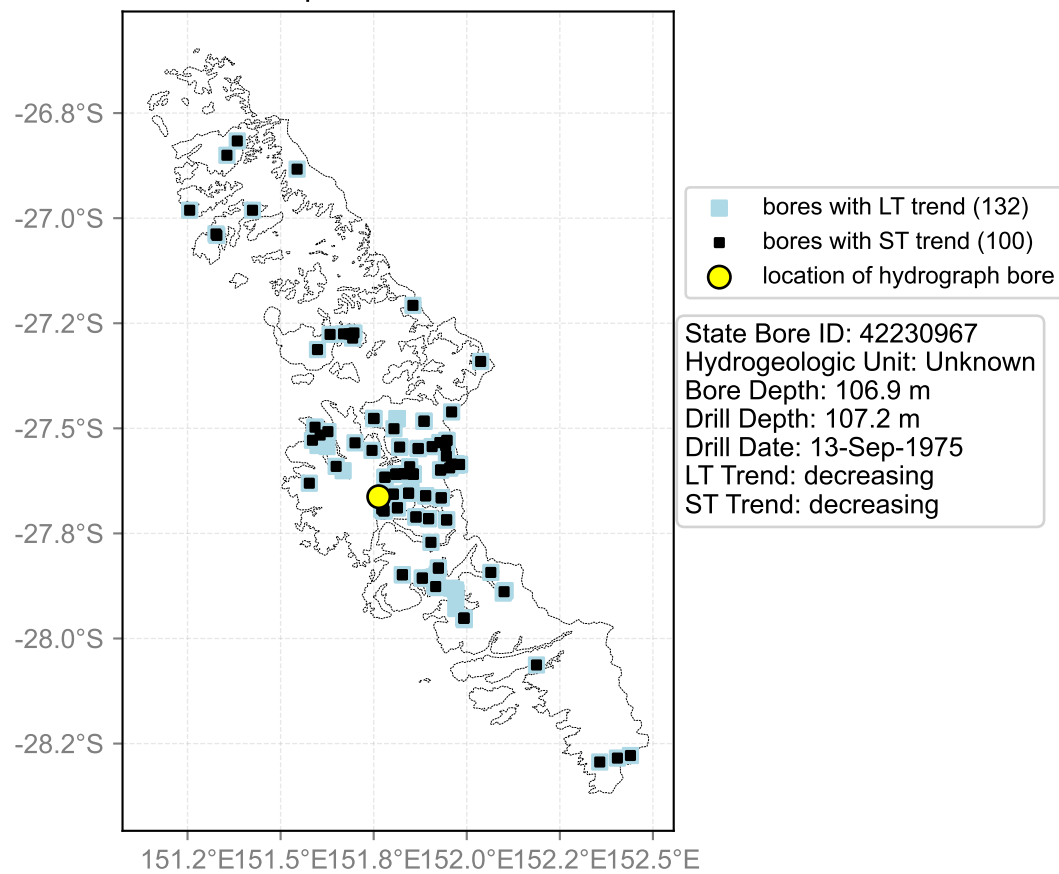 -26.8°S
-27.0°S
-27.2°S
-27.5°S
-27.8°S
-28.0°S
-28.2°S
151.2°E151.5°E151.8°E152.0°E152.2°E152.5°E
bores with LT trend (132)
bores with ST trend (100)
location of hydrograph bore
State Bore ID: 42230967
Hydrogeologic Unit: Unknown
Bore Depth: 106.9 m
Drill Depth: 107.2 m
Drill Date: 13-Sep-1975
LT Trend: decreasing
ST Trend: decreasing